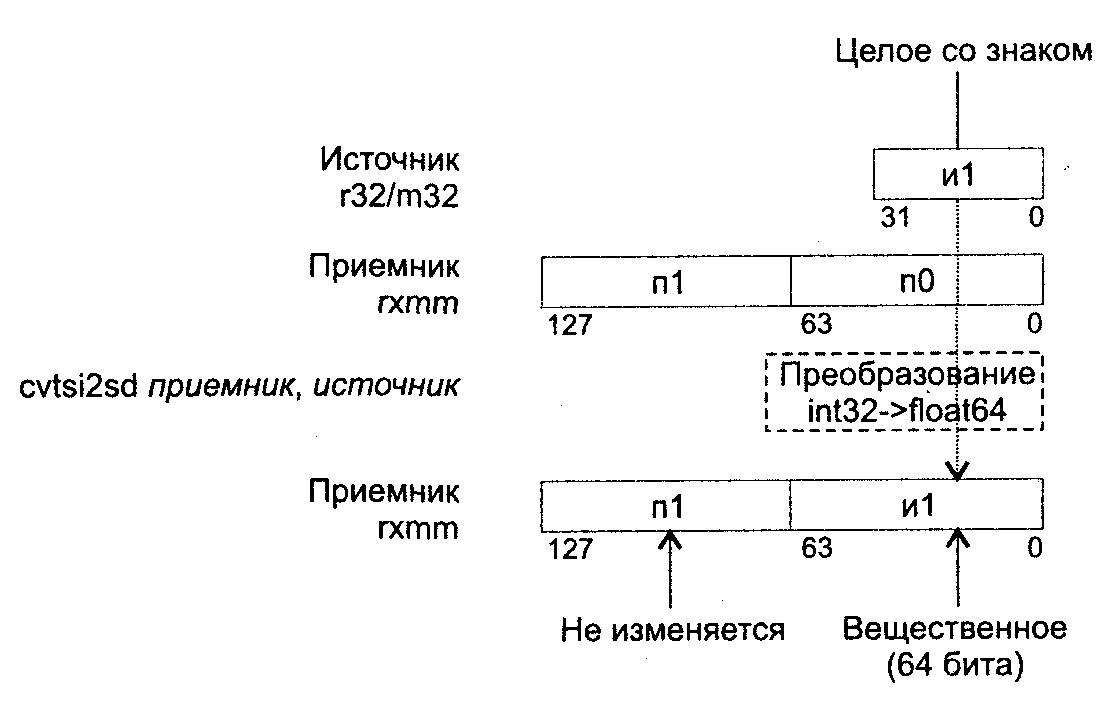 Целое со знаком
Источник
r32/m32
и1
31 0
Приемник
rxmm
п1 п0
127 63 0
cvtsi2sd приемник, источник
Преобразование
int32->float64
Приемник
rxmm
п1 и1
127 63 0
Не изменяется
Вещественное
(64 бита)